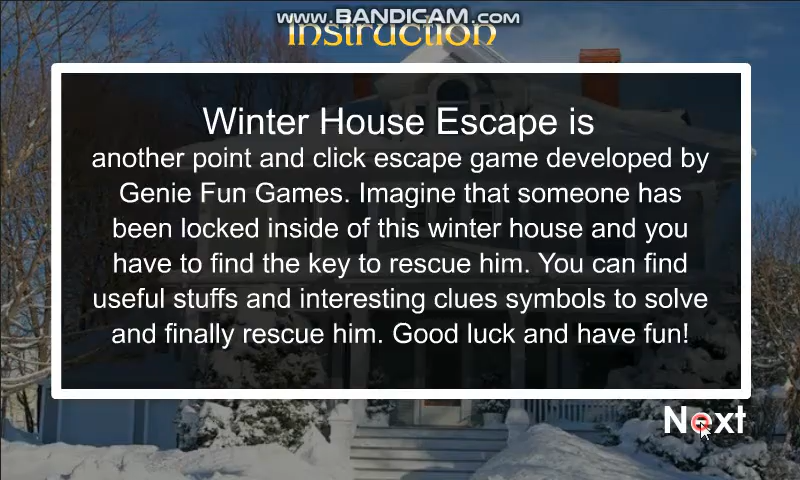 www.BANDICAM.com
Instruction
Winter House Escape is
another point and click escape game developed by
Genie Fun Games. Imagine that someone has
been locked inside of this winter house and you
have to find the key to rescue him. You can find
useful stuffs and interesting clues symbols to solve
and finally rescue him. Good luck and have fun!
Next